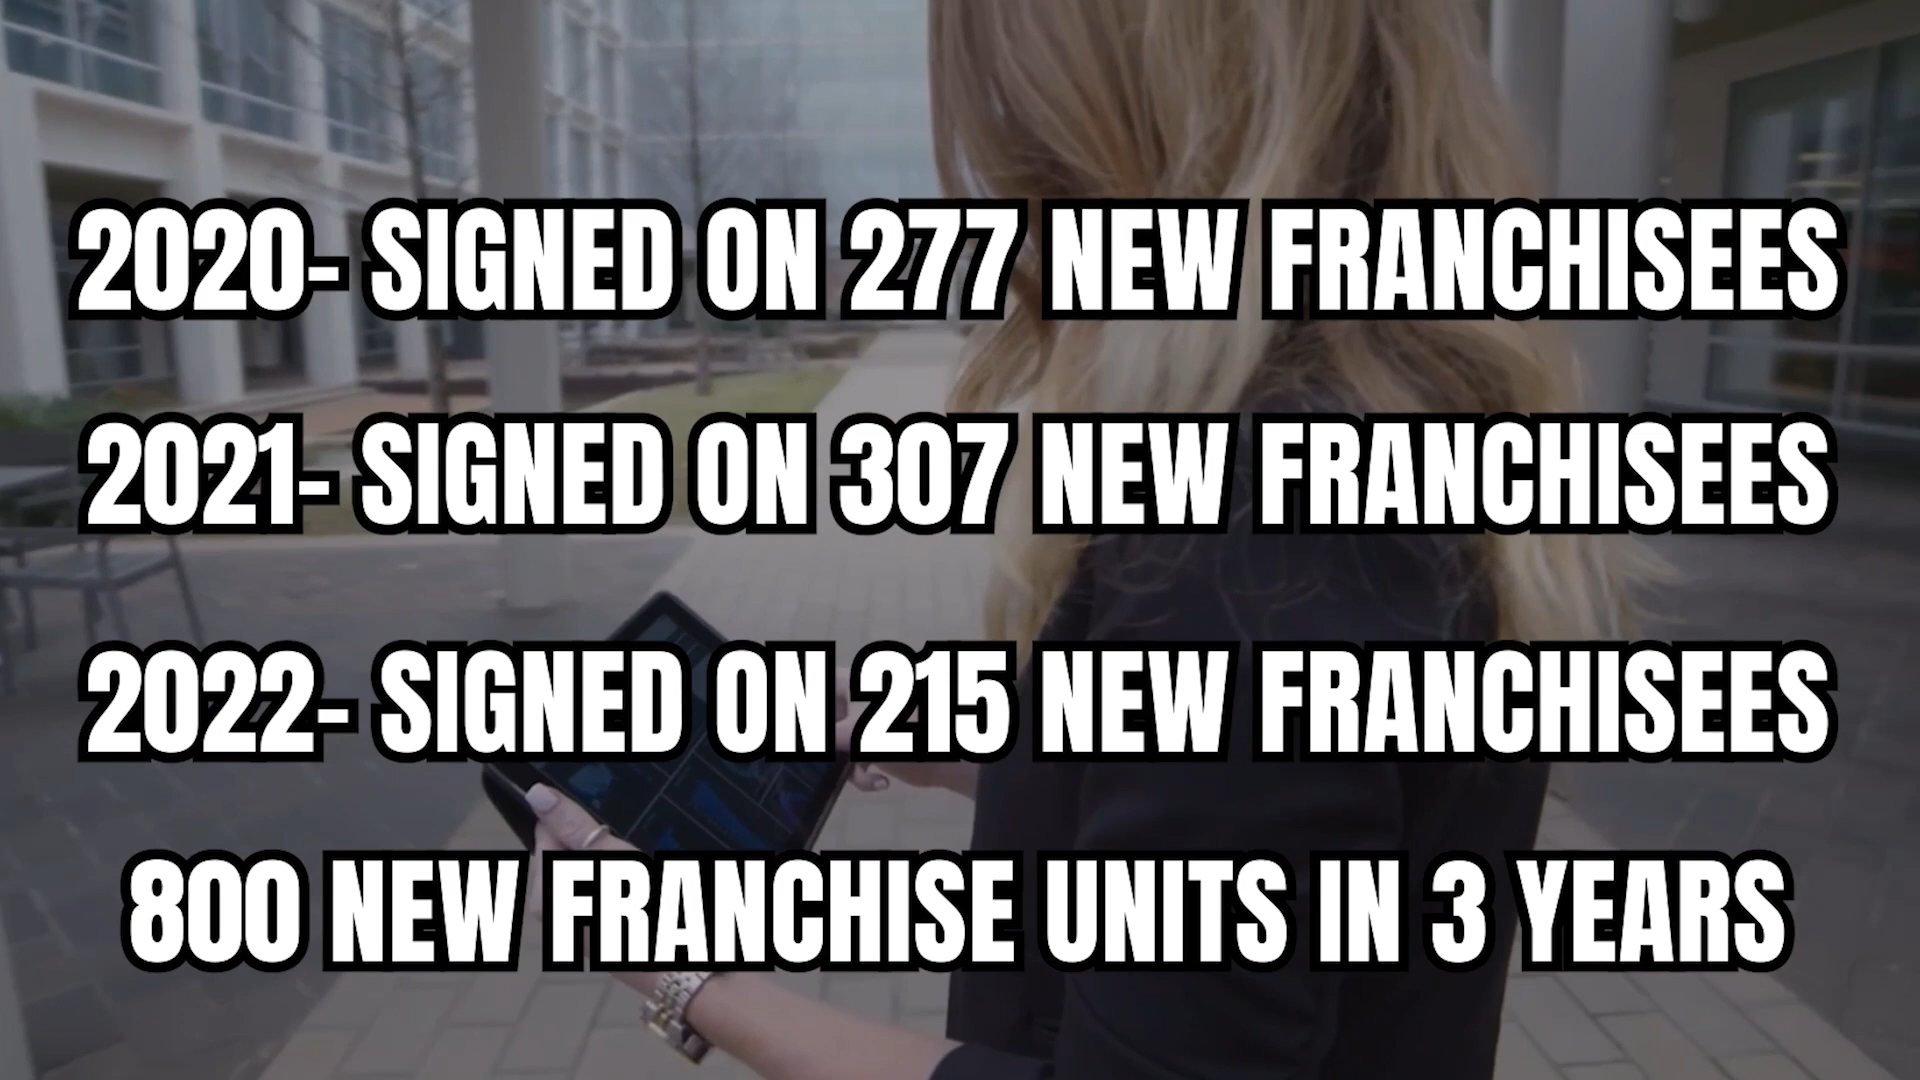 2020- SIGNED ON 277 NEW FRANCHISEES
2021- SIGNED ON 307 NEW FRANCHISEES
2022- SIGNED ON 215 NEW FRANCHISEES
800 NEW FRANCHISE UNITS IN 3 YEARS